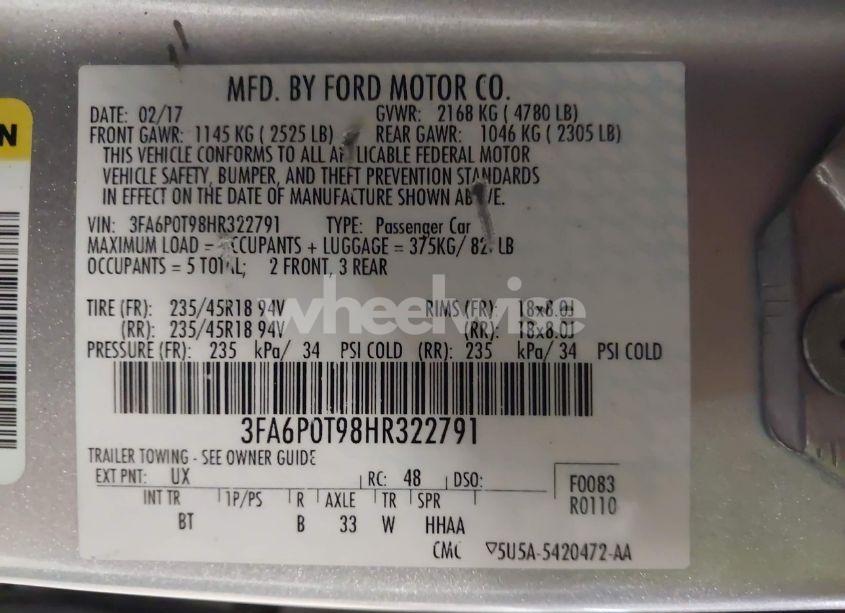 MFD. BY FORD MOTOR CO.
DATE: 02/17 GVWR: 2168 KG ( 4780 LB)
FRONT GAWR: 1145 KG ( 2525 LB) REAR GAWR: 1046 KG ( 2305 LB)
THIS VEHICLE CONFORMS TO ALL FEDERAL MOTOR
VEHICLE SAFETY, BUMPER, AND THEFT PREVENTION STANDARDS
IN EFFECT ON THE DATE OF MANUFACTURE SHOWN
VIN: 3FA6P0T98HR322791 TYPE: Passenger Car
MAXIMUM LOAD = + LUGGAGE = 375KG/ LB
OCCUPANTS = 5 TOTAL; 2 FRONT, 3 REAR
TIRE (FR): 235/45R18 94V RIMS (FR): 18x8.0J
(RR): 235/45R18 94V (RR): 18x8.0J
wheelwise
PRESSURE (FR): 235 kPa/ 34 PSI COLD (RR): 235 kPa/ 34 PSI COLD
3FA6P0T98HR322791
TRAILER TOWING - SEE OWNER GUIDE
EXT PNT: UX RC: 48 DSO:
INT TR TP/PS R AXLE TR SPR
BT B 33 W HHAA
F0083
R0110
CMC ▽5U5A-5420472-AA